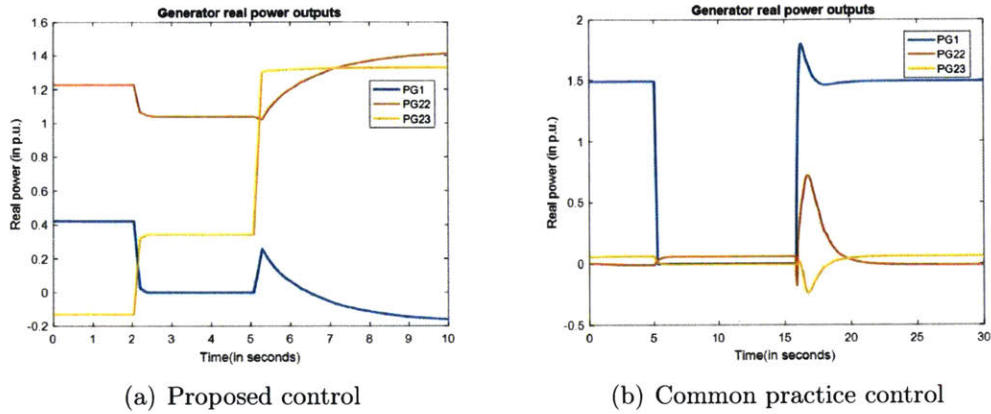 Generator real power outputs
1.6
1.4
1.2
1
0.8
0.6
0.4
0.2
0
-0.2
Real power (in p.u.)
PG1
PG22
PG23
0 1 2 3 4 5 6 7 8 9 10
Time(in seconds)
(a) Proposed control
Generator real power outputs
2
1.5
1
0.5
0
-0.5
Real power (in p.u.)
PG1
PG22
PG23
0 5 10 15 20 25 30
Time(in seconds)
(b) Common practice control